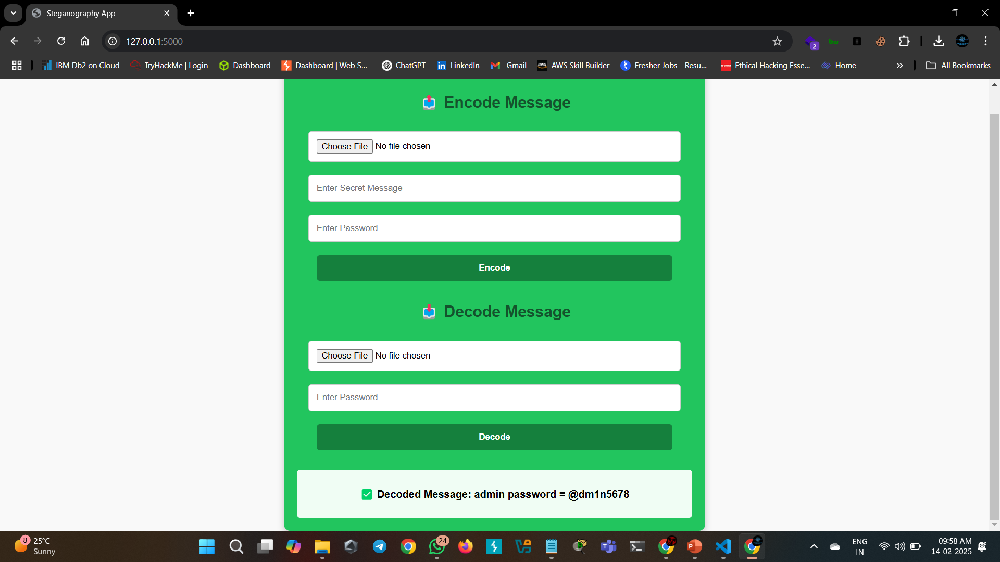 Steganography App
127.0.0.1:5000
2
bw
IBM Db2 on Cloud
TryHackMe | Login
Dashboard
Dashboard | Web S...
ChatGPT
LinkedIn
Gmail
AWS Skill Builder
Fresher Jobs - Resu...
Ethical Hacking Esse...
Home
All Bookmarks
Encode Message
Choose File No file chosen
Enter Secret Message
Enter Password
Encode
Decode Message
Choose File No file chosen
Enter Password
Decode
Decoded Message: admin password = @dm1n5678
8
25°C
Sunny
24
ENG
IN
09:58 AM
14-02-2025